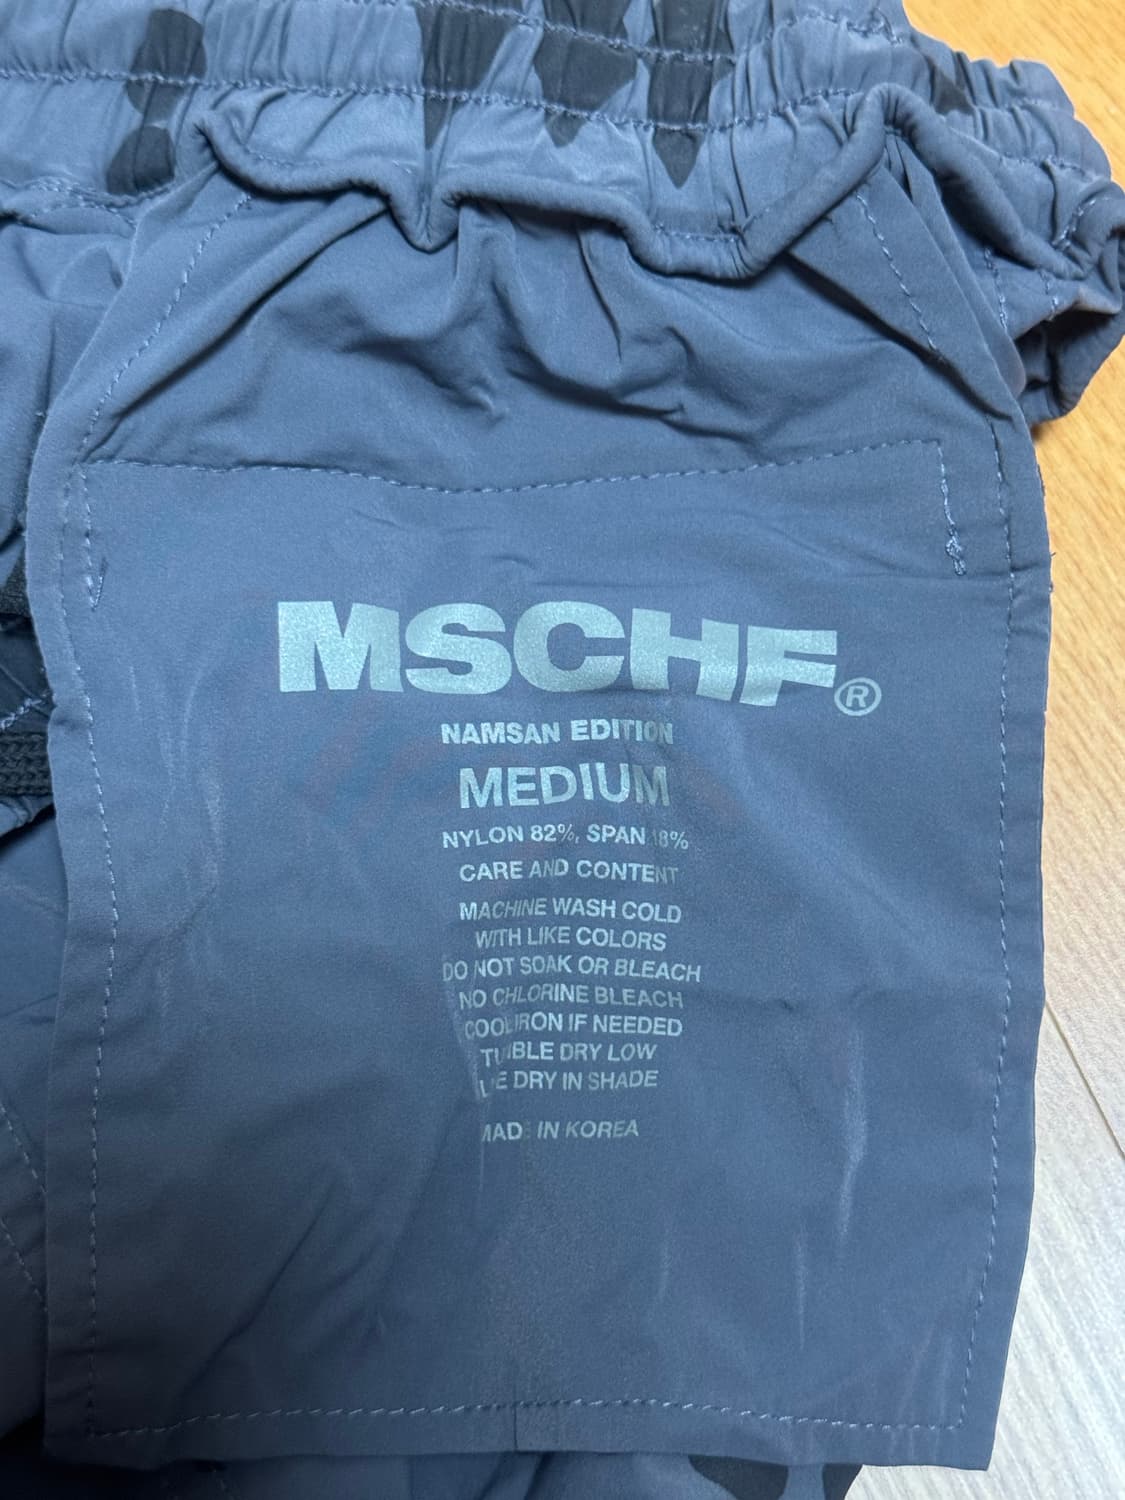 MSCHF®
NAMSAN EDITION
MEDIUM
NYLON 82%, SPAN 18%
CARE AND CONTENT
MACHINE WASH COLD
WITH LIKE COLORS
DO NOT SOAK OR BLEACH
NO CHLORINE BLEACH
COOL IRON IF NEEDED
TUMBLE DRY LOW
LINE DRY IN SHADE
MADE IN KOREA